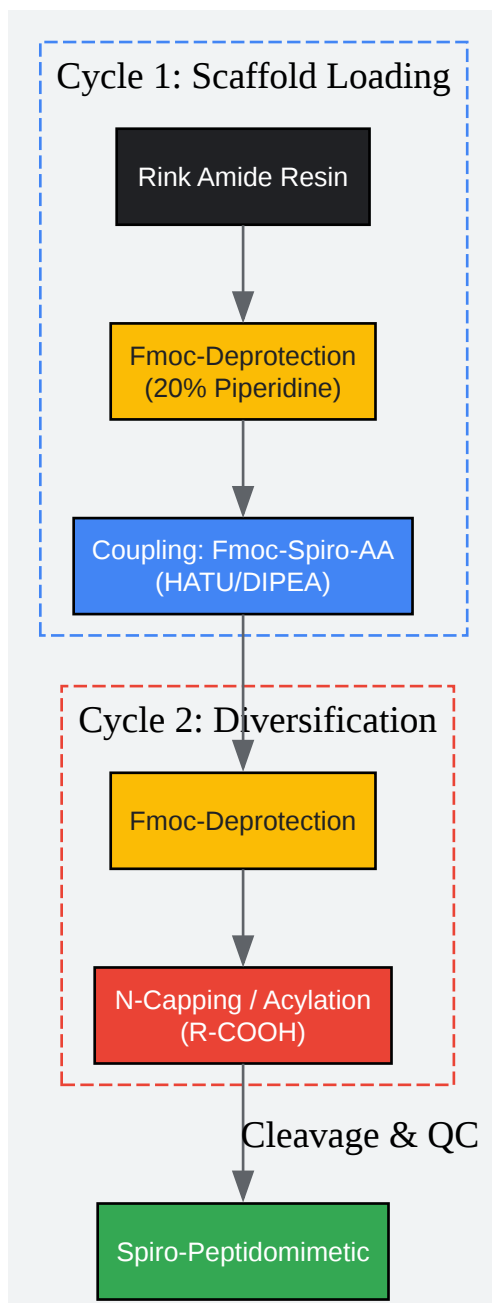 Cycle 1: Scaffold Loading
Rink Amide Resin
Fmoc-Deprotection
(20% Piperidine)
Coupling: Fmoc-Spiro-AA
(HATU/DIPEA)
Cycle 2: Diversification
Fmoc-Deprotection
N-Capping / Acylation
(R-COOH)
Cleavage & QC
Spiro-Peptidomimetic